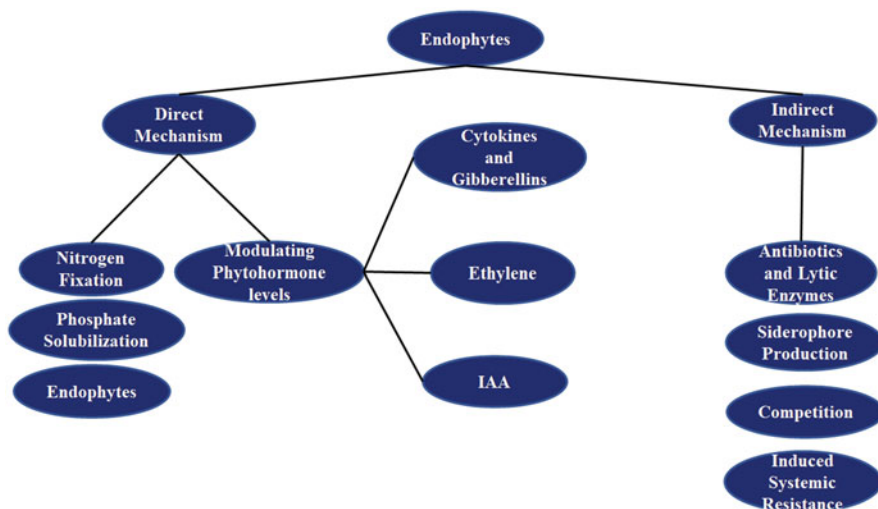 Endophytes
Direct
Mechanism
Indirect
Mechanism
Cytokines
and
Gibberellins
Nitrogen
Fixation
Modulating
Phytohormone
levels
Ethylene
Antibiotics
and Lytic
Enzymes
Phosphate
Solubilization
Siderophore
Production
Endophytes
IAA
Competition
Induced
Systemic
Resistance